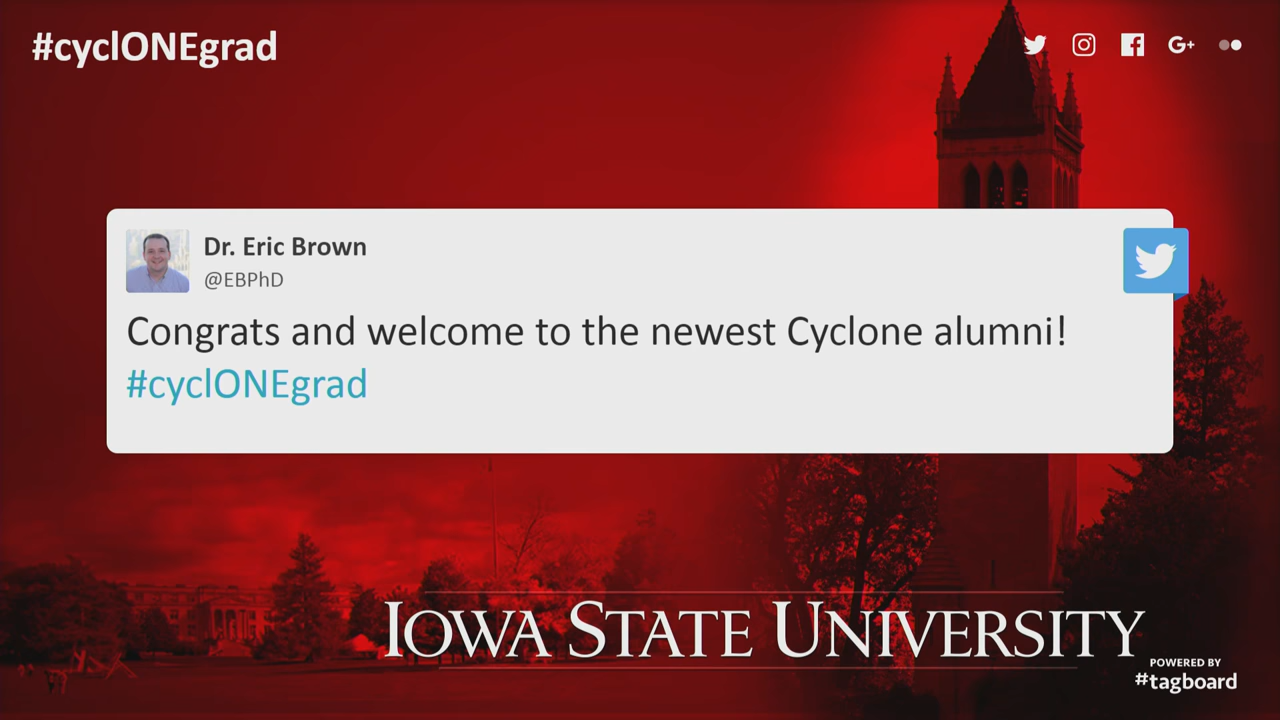 #cyclONEgrad
Dr. Eric Brown
@EBPhD
Congrats and welcome to the newest Cyclone alumni!
#cyclONEgrad
IOWA STATE UNIVERSITY
POWERED BY
#tagboard